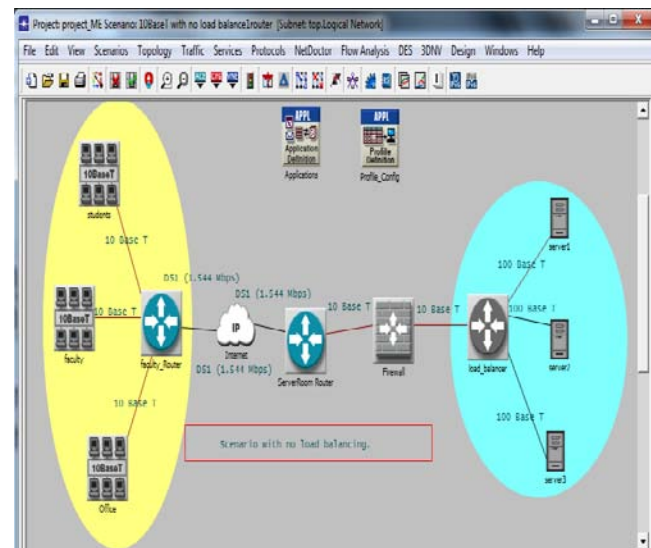 Project: project_ME Scenario: 10BaseT with no load balance1router [Subnet: top.Logical Network]
File Edit View Scenarios Topology Traffic Services Protocols NetDoctor Flow Analysis DES 3DNV Design Windows Help
APPL
Application
Definition
Applications
APPL
Profile
Definition
Profile_Config
10BaseT
students
server1
10 Base T
100 Base T
DS1 (1.544 Mbps)
DS1 (1.544 Mbps)
10BaseT
faculty
10 Base T
faculty_Router
IP
Internet
DS1 (1.544 Mbps)
ServerRoom Router
10 Base T
Firewall
10 Base T
load_balancer
100 Base T
server2
10 Base T
10BaseT
Office
Scenario with no load balancing.
100 Base T
server3